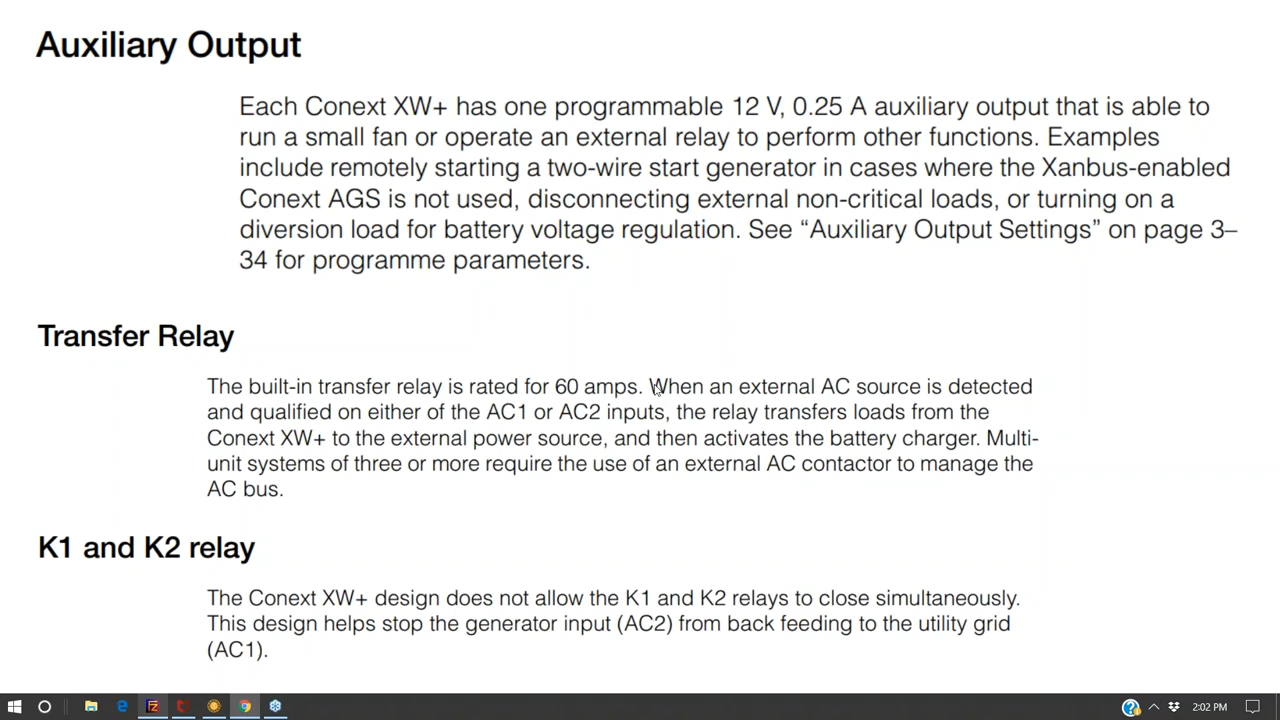 Auxiliary Output
Each Conext XW+ has one programmable 12 V, 0.25 A auxiliary output that is able to
run a small fan or operate an external relay to perform other functions. Examples
include remotely starting a two-wire start generator in cases where the Xanbus-enabled
Conext AGS is not used, disconnecting external non-critical loads, or turning on a
diversion load for battery voltage regulation. See “Auxiliary Output Settings” on page 3–
34 for programme parameters.
Transfer Relay
The built-in transfer relay is rated for 60 amps. When an external AC source is detected
and qualified on either of the AC1 or AC2 inputs, the relay transfers loads from the
Conext XW+ to the external power source, and then activates the battery charger. Multi-
unit systems of three or more require the use of an external AC contactor to manage the
AC bus.
K1 and K2 relay
The Conext XW+ design does not allow the K1 and K2 relays to close simultaneously.
This design helps stop the generator input (AC2) from back feeding to the utility grid
(AC1).
2:02 PM